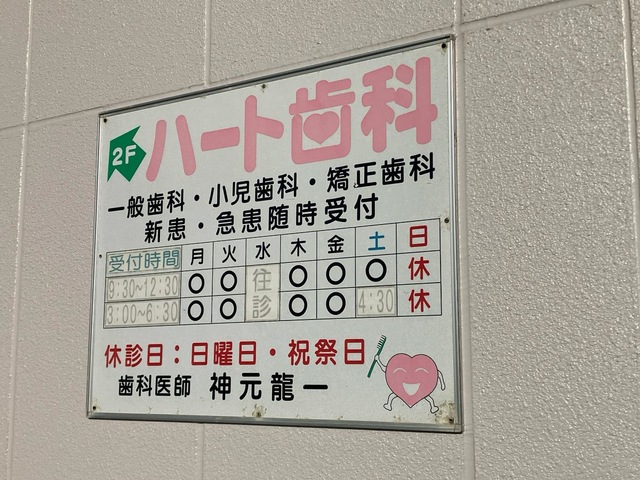 2F ハート歯科
一般歯科・小児歯科・矯正歯科
新患・急患随時受付
受付時間 月 火 水 木 金 土 日
9:30~12:30 〇 〇 往 〇 〇 〇 休
3:00~6:30 〇 〇 診 〇 〇 4:30 休
休診日：日曜日・祝祭日
歯科医師 神元龍一